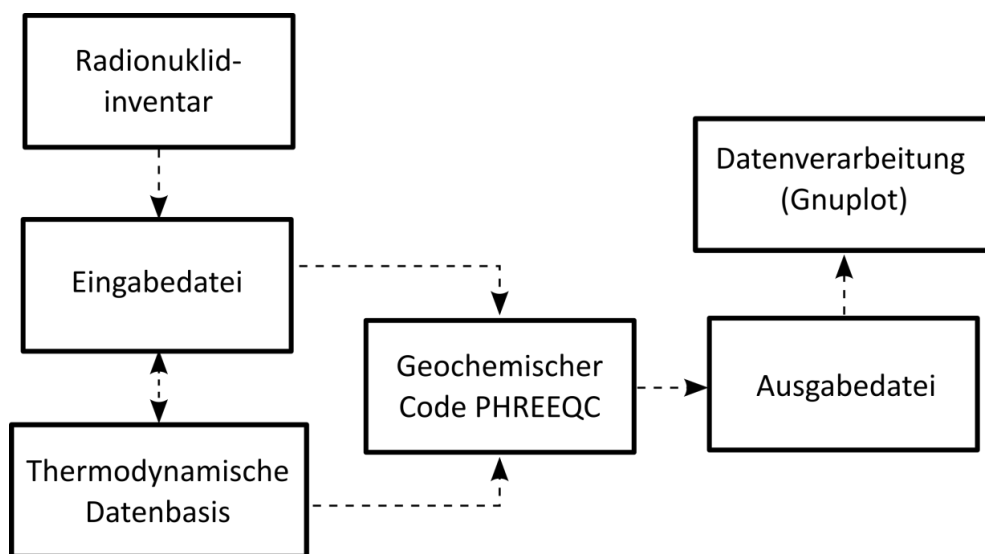 Radionuklid-
inventar
Eingabedatei
Thermodynamische
Datenbasis
Geochemischer
Code PHREEQC
Datenverarbeitung
(Gnuplot)
Ausgabedatei